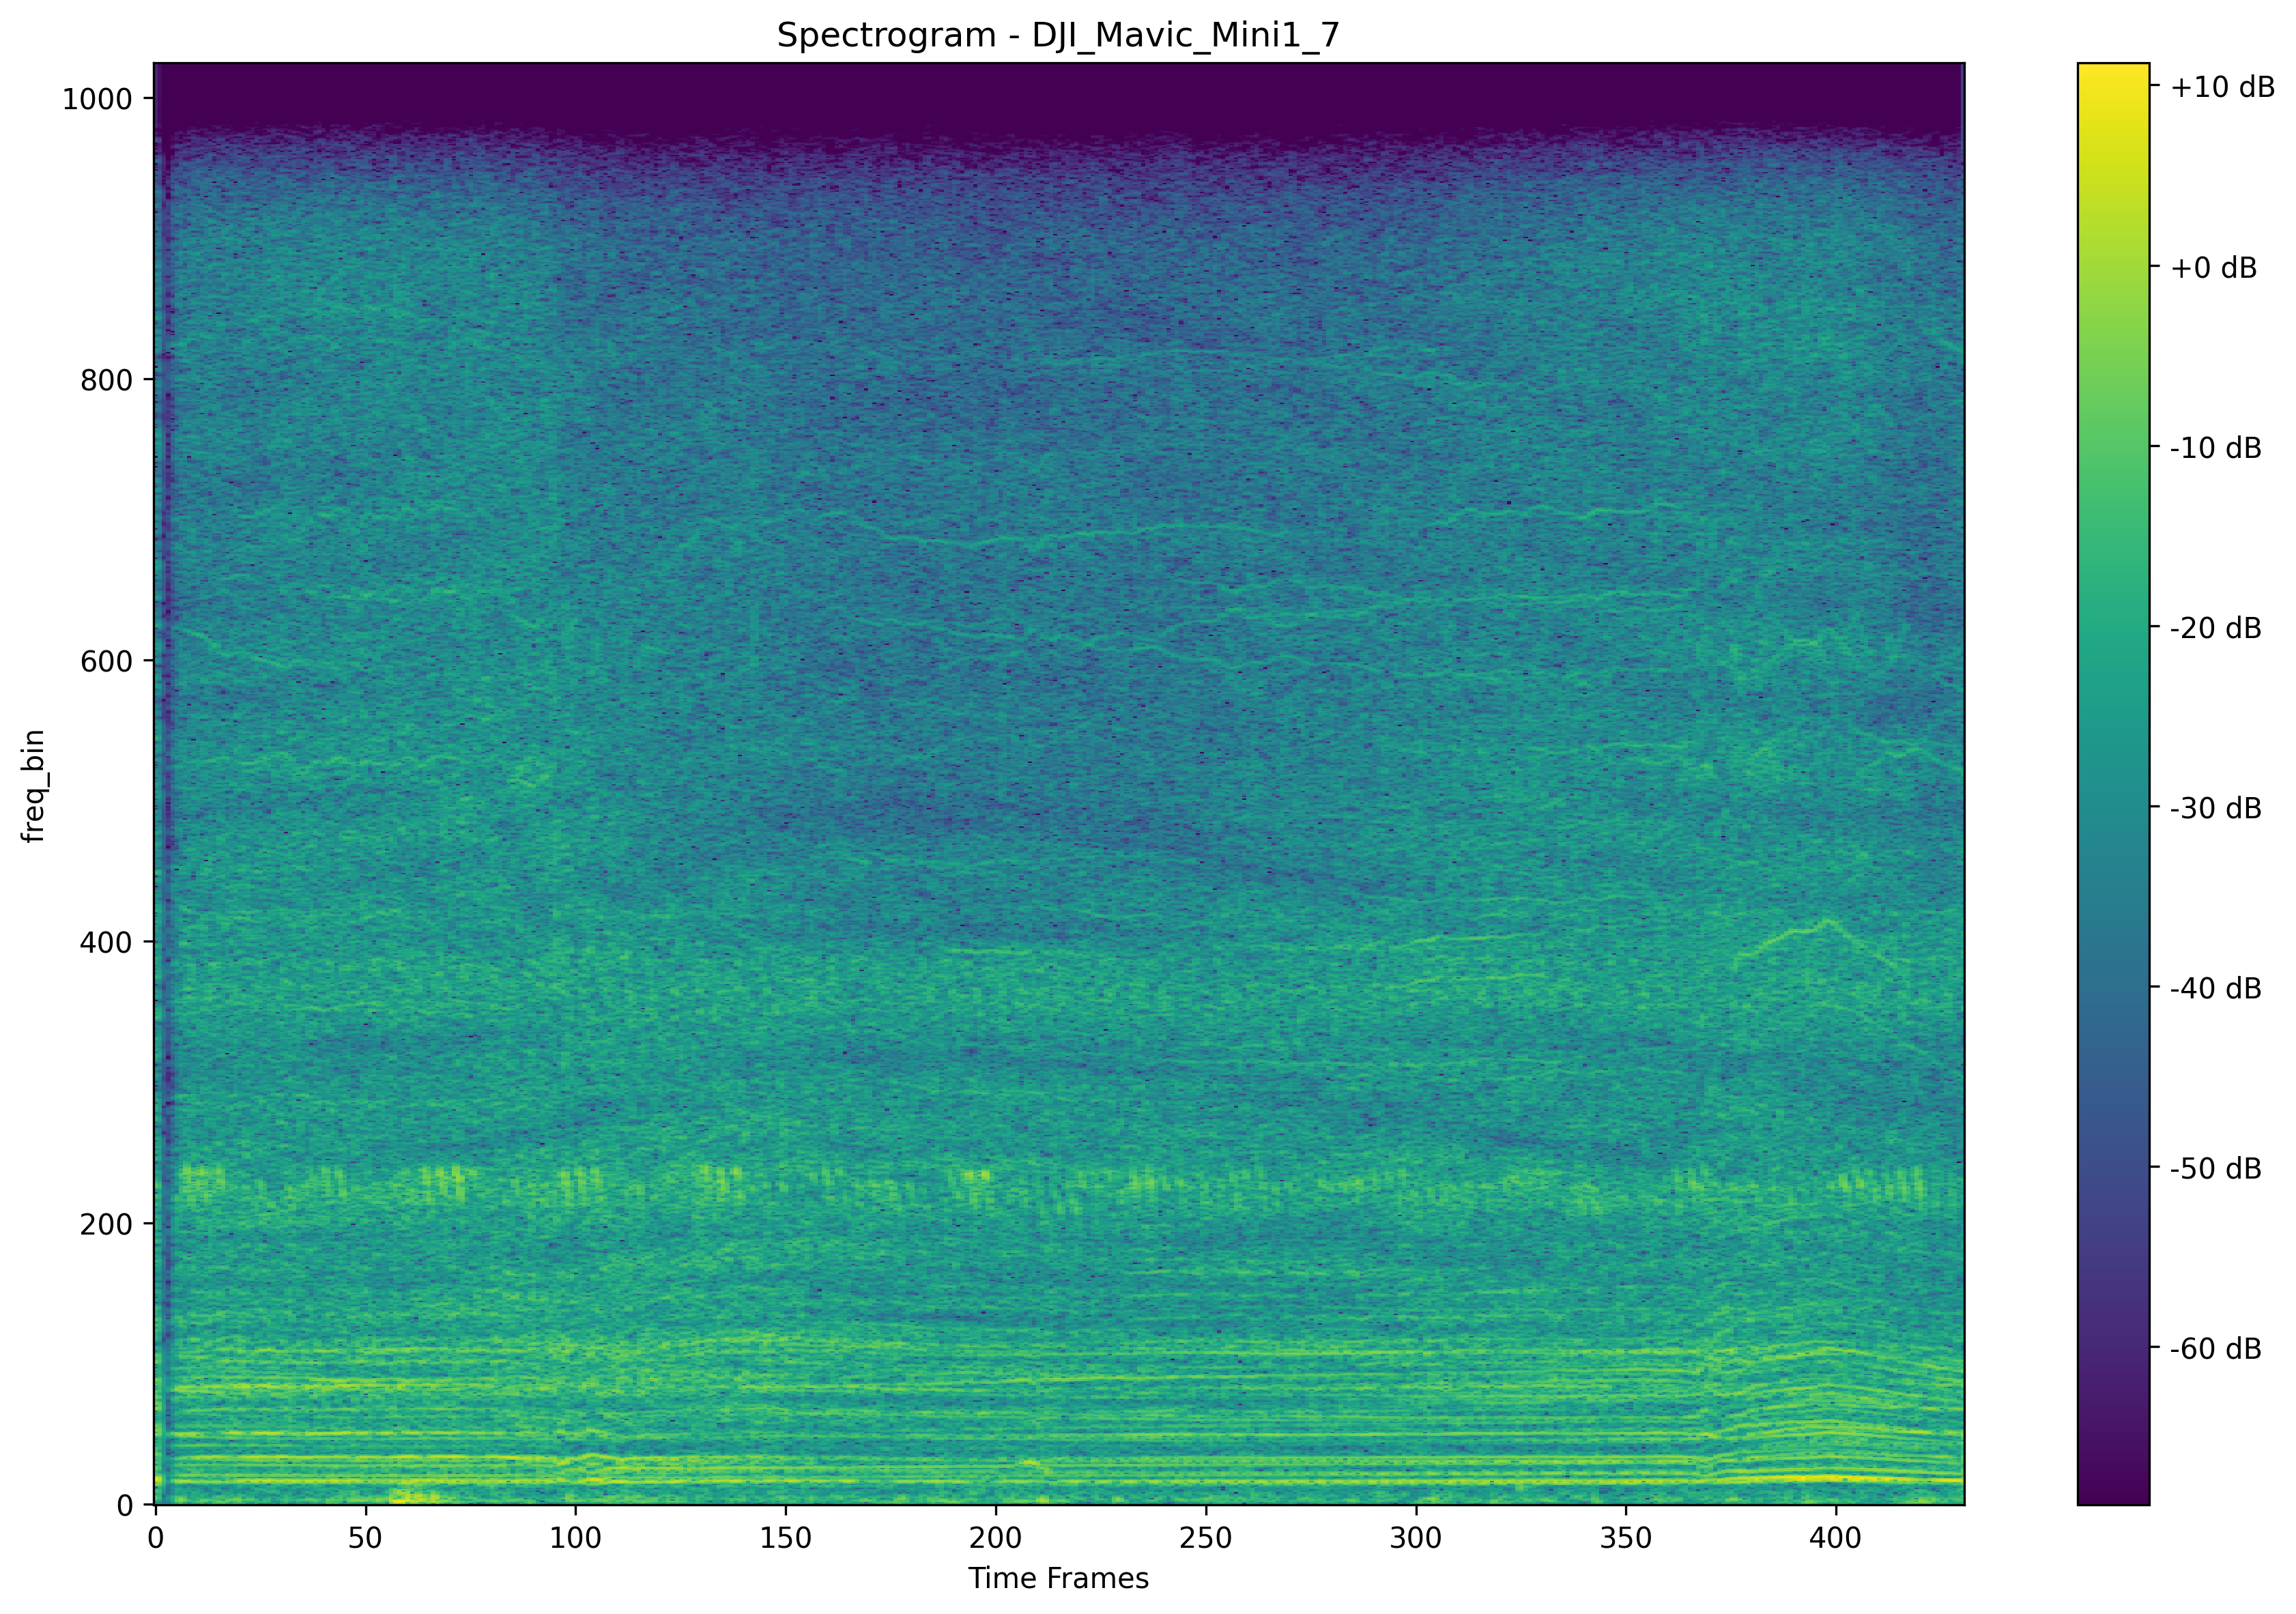 Spectrogram - DJI_Mavic_Mini1_7
freq_bin
1000
800
600
400
200
0
0 50 100 150 200 250 300 350 400
Time Frames
+10 dB
+0 dB
-10 dB
-20 dB
-30 dB
-40 dB
-50 dB
-60 dB